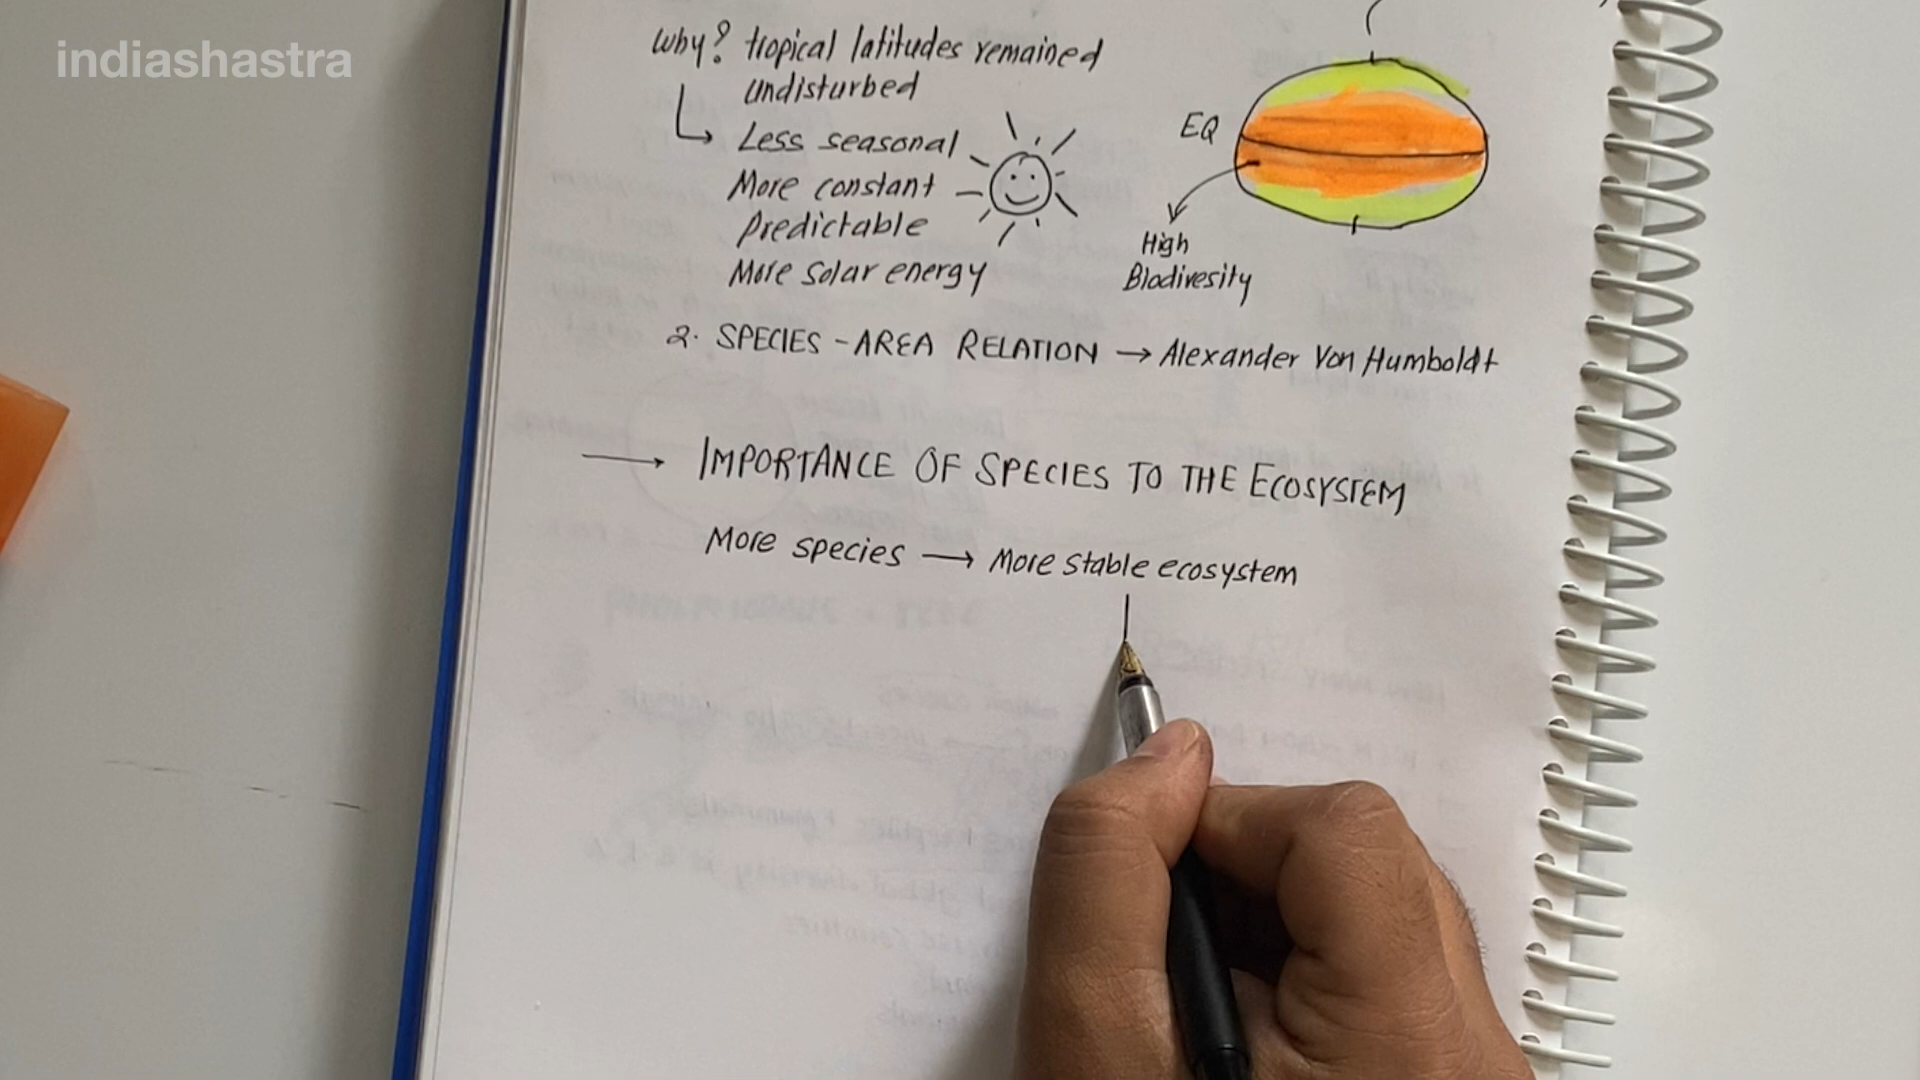 indiashastra
Why? tropical latitudes remained
undisturbed
Less seasonal
More constant
Predictable
More solar energy
EQ
High
Biodivesity
2. SPECIES - AREA RELATION → Alexander Von Humboldt
→ IMPORTANCE OF SPECIES TO THE ECOSYSTEM
More species → More stable ecosystem